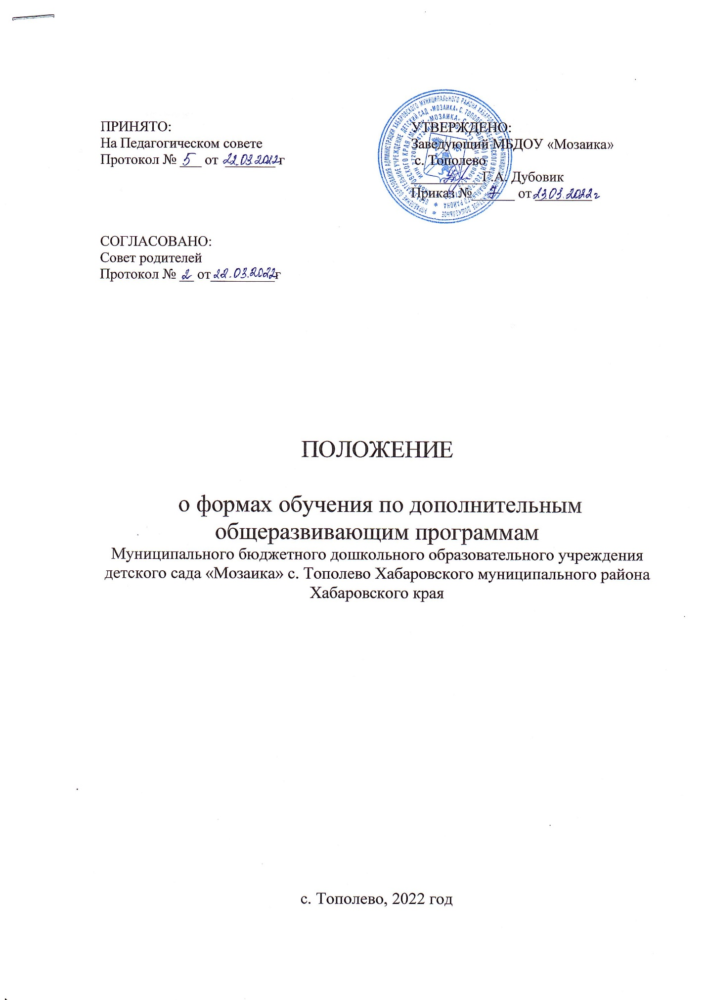 ПРИНЯТО:
На Педагогическом совете
Протокол № 5 от 22.03.2022г
УТВЕРЖДЕНО:
Заведующий МБДОУ «Мозаика»
с. Тополево
Г.А. Дубовик
Приказ № от 23.03.2022г
СОГЛАСОВАНО:
Совет родителей
Протокол № 2 от 22.03.2022г
ПОЛОЖЕНИЕ
о формах обучения по дополнительным
общеразвивающим программам
Муниципального бюджетного дошкольного образовательного учреждения
детского сада «Мозаика» с. Тополево Хабаровского муниципального района
Хабаровского края
с. Тополево, 2022 год